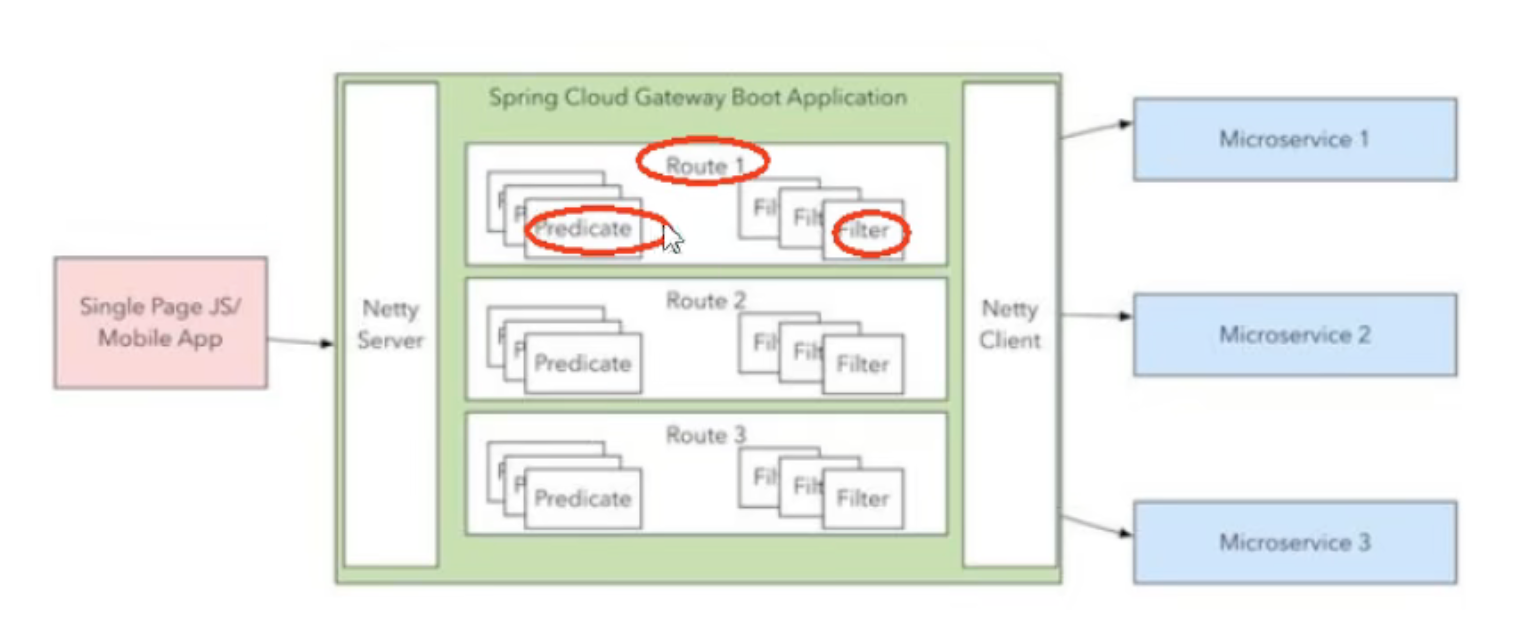 Spring Cloud Gateway Boot Application
Single Page JS/
Mobile App
Netty
Server
Route 1
Predicate
Fil
Filt
Filter
Route 2
Predicate
Fil
Filt
Filter
Route 3
Predicate
Fil
Filt
Filter
Netty
Client
Microservice 1
Microservice 2
Microservice 3